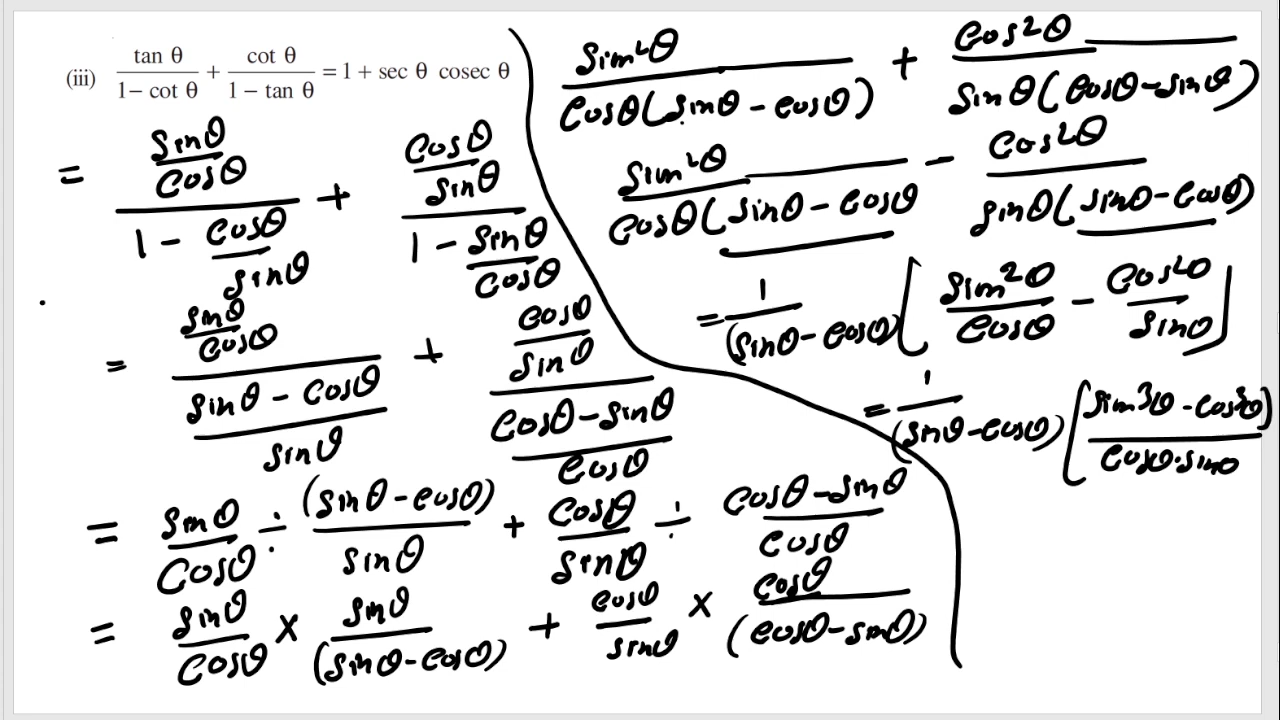 (iii) tan θ / (1 − cot θ) + cot θ / (1 − tan θ) = 1 + sec θ cosec θ
= (sinθ/cosθ) / (1 − cosθ/sinθ) + (cosθ/sinθ) / (1 − sinθ/cosθ)
= (sinθ/cosθ) / ((sinθ − cosθ)/sinθ) + (cosθ/sinθ) / ((cosθ − sinθ)/cosθ)
= sinθ/cosθ ÷ (sinθ − cosθ)/sinθ + cosθ/sinθ ÷ (cosθ − sinθ)/cosθ
= sinθ/cosθ × sinθ/(sinθ − cosθ) + cosθ/sinθ × cosθ/(cosθ − sinθ)
sin²θ / cosθ(sinθ − cosθ) + cos²θ / sinθ(cosθ − sinθ)
sin²θ / cosθ(sinθ − cosθ − cos²θ / sinθ(sinθ − cosθ)
= 1/(sinθ − cosθ) [sin²θ/cosθ − cos²θ/sinθ]
= 1/(sinθ − cosθ) [(sin³θ − cos³θ)/(cosθ·sinθ)